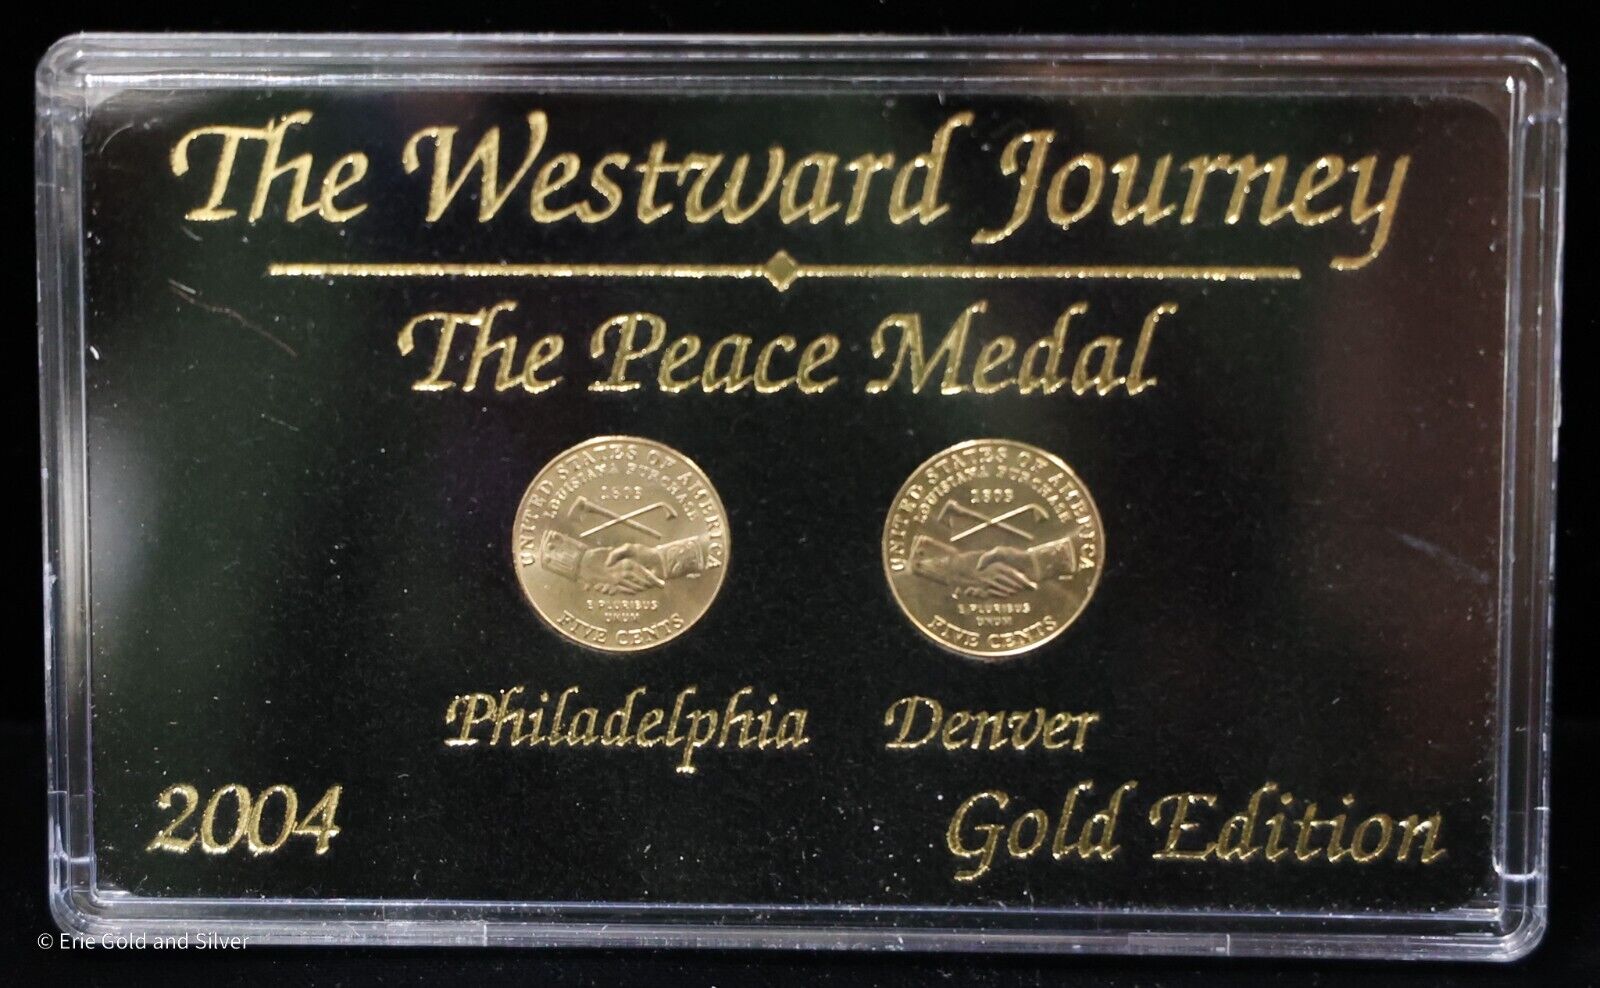 The Westward Journey
The Peace Medal
UNITED STATES OF AMERICA
LOUISIANA PURCHASE
1803
E PLURIBUS
UNUM
FIVE CENTS
UNITED STATES OF AMERICA
LOUISIANA PURCHASE
1803
E PLURIBUS
UNUM
FIVE CENTS
Philadelphia
Denver
2004
Gold Edition
© Erie Gold and Silver